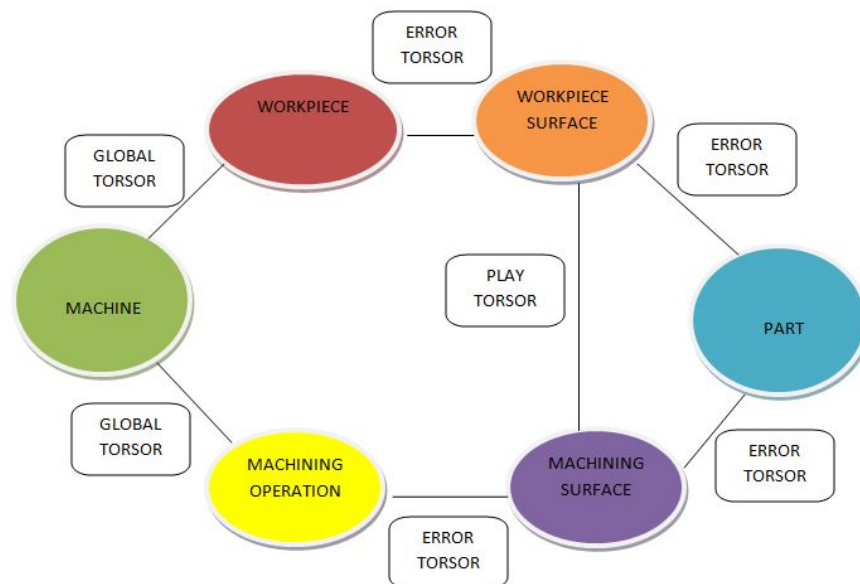 ERROR
TORSOR
WORKPIECE
WORKPIECE
SURFACE
GLOBAL
TORSOR
ERROR
TORSOR
PLAY
TORSOR
MACHINE
PART
GLOBAL
TORSOR
MACHINING
OPERATION
MACHINING
SURFACE
ERROR
TORSOR
ERROR
TORSOR